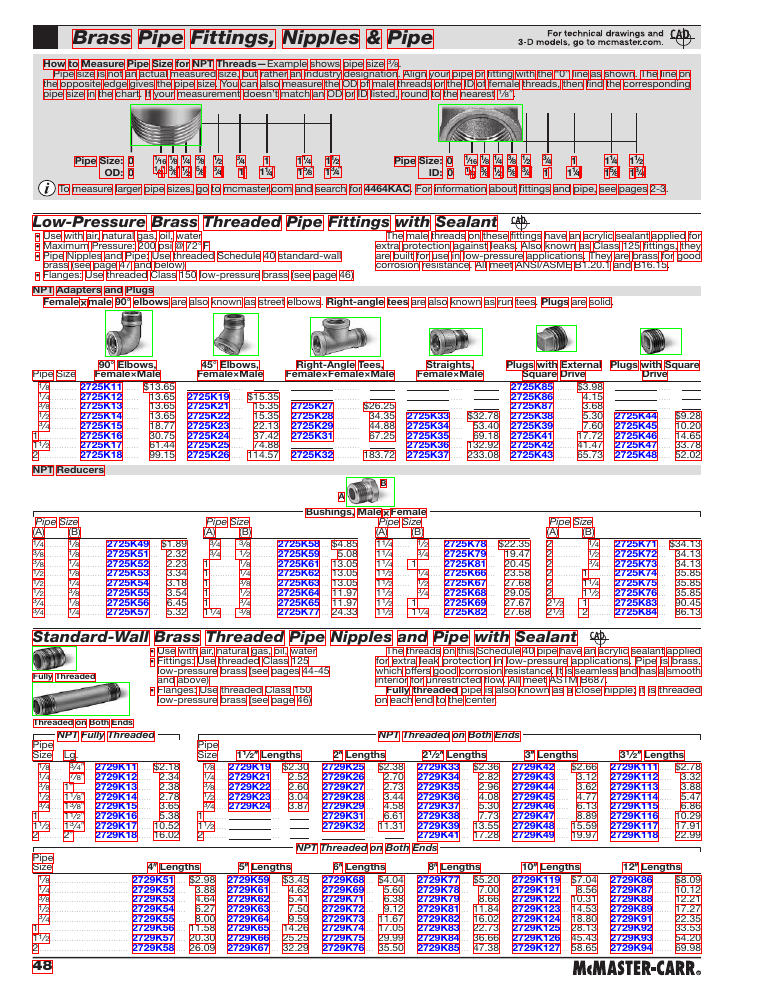 Brass Pipe Fittings, Nipples & Pipe
For technical drawings and
3-D models, go to mcmaster.com.
CAD
How to Measure Pipe Size for NPT Threads—Example shows pipe size ⅜.
Pipe size is not an actual measured size, but rather an industry designation. Align your pipe or fitting with the "0" line as shown. The line on
the opposite edge gives the pipe size. You can also measure the OD of male threads or the ID of female threads, then find the corresponding
pipe size in the chart. If your measurement doesn't match an OD or ID listed, round to the nearest ⅛".
Pipe Size: 0 1/16 ⅛ ¼ ⅜ ½ ¾ 1 1¼ 1½
OD: 0
Pipe Size: 0 1/16 ⅛ ¼ ⅜ ½ ¾ 1 1¼ 1½
ID: 0
To measure larger pipe sizes, go to mcmaster.com and search for 4464KAC. For information about fittings and pipe, see pages 2-3.
Low-Pressure Brass Threaded Pipe Fittings with Sealant CAD
• Use with air, natural gas, oil, water
• Maximum Pressure: 200 psi @ 72° F
• Pipe Nipples and Pipe: Use threaded Schedule 40 standard-wall
brass (see page 47 and below)
• Flanges: Use threaded Class 150 low-pressure brass (see page 46)
The male threads on these fittings have an acrylic sealant applied for
extra protection against leaks. Also known as Class 125 fittings, they
are built for use in low-pressure applications. They are brass for good
corrosion resistance. All meet ANSI/ASME B1.20.1 and B16.15.
NPT Adapters and Plugs
Female×male 90° elbows are also known as street elbows. Right-angle tees are also known as run tees. Plugs are solid.
90° Elbows, 45° Elbows, Right-Angle Tees, Straights, Plugs with External Plugs with Square
Pipe Size Female×Male Female×Male Female×Female×Male Female×Male Square Drive Drive
⅛ 2725K11 $13.65 2725K85 $3.98
¼ 2725K12 13.65 2725K19 $15.35 2725K86 4.15
⅜ 2725K13 13.65 2725K21 15.35 2725K27 $26.25 2725K87 3.68
½ 2725K14 13.65 2725K22 15.35 2725K28 34.35 2725K33 $32.78 2725K38 5.30 2725K44 $9.28
¾ 2725K15 18.77 2725K23 22.13 2725K29 44.88 2725K34 53.40 2725K39 7.60 2725K45 10.20
1 2725K16 30.75 2725K24 37.42 2725K31 67.25 2725K35 69.18 2725K41 17.72 2725K46 14.65
1½ 2725K17 61.44 2725K25 74.88 2725K36 132.92 2725K42 41.47 2725K47 33.78
2 2725K18 99.15 2725K26 114.57 2725K32 183.72 2725K37 233.08 2725K43 65.73 2725K48 52.02
NPT Reducers
A B
Bushings, Male×Female
Pipe Size Pipe Size Pipe Size Pipe Size
(A) (B) (A) (B) (A) (B) (A) (B)
¼ ⅛ 2725K49 $1.89 ¾ ⅜ 2725K58 $4.85 1¼ ½ 2725K78 $22.35 2 ½ 2725K71 $34.13
⅜ ⅛ 2725K51 2.32 ¾ ½ 2725K59 5.08 1¼ ¾ 2725K79 19.47 2 ½ 2725K72 34.13
⅜ ¼ 2725K52 2.23 1 ⅛ 2725K61 13.05 1¼ 1 2725K81 20.45 2 ¾ 2725K73 34.13
½ ⅛ 2725K53 3.34 1 ¼ 2725K62 13.05 1½ ¼ 2725K66 23.58 2 1 2725K74 35.85
½ ¼ 2725K54 3.18 1 ⅜ 2725K63 13.05 1½ ½ 2725K67 27.68 2 1¼ 2725K75 35.85
½ ⅜ 2725K55 3.54 1 ½ 2725K64 11.97 1½ ¾ 2725K68 29.05 2 1½ 2725K76 35.85
¾ ⅛ 2725K56 6.45 1 ¾ 2725K65 11.97 1½ 1 2725K69 27.67 2½ 1 2725K83 90.45
¾ ¼ 2725K57 5.32 1¼ ⅜ 2725K77 24.33 1½ 1¼ 2725K82 27.68 2½ 2 2725K84 86.13
Standard-Wall Brass Threaded Pipe Nipples and Pipe with Sealant CAD
Fully Threaded
Threaded on Both Ends
• Use with air, natural gas, oil, water
• Fittings: Use threaded Class 125
low-pressure brass (see pages 44-45
and above)
• Flanges: Use threaded Class 150
low-pressure brass (see page 46)
The threads on this Schedule 40 pipe have an acrylic sealant applied
for extra leak protection in low-pressure applications. Pipe is brass,
which offers good corrosion resistance. It is seamless and has a smooth
interior for unrestricted flow. All meet ASTM B687.
Fully threaded pipe is also known as a close nipple; it is threaded
on each end to the center.
NPT Fully Threaded NPT Threaded on Both Ends
Pipe Size Lg. Pipe Size 1½" Lengths 2" Lengths 2½" Lengths 3" Lengths 3½" Lengths
⅛ ¾" 2729K11 $2.18 ⅛ 2729K19 $2.30 2729K25 $2.38 2729K33 $2.36 2729K42 $2.66 2729K111 $2.78
¼ ⅞" 2729K12 2.34 ¼ 2729K21 2.52 2729K26 2.70 2729K34 2.82 2729K43 3.12 2729K112 3.32
⅜ 1" 2729K13 2.38 ⅜ 2729K22 2.60 2729K27 2.73 2729K35 2.96 2729K44 3.62 2729K113 3.88
½ 1⅛" 2729K14 2.78 ½ 2729K23 3.04 2729K28 3.44 2729K36 4.08 2729K45 4.77 2729K114 5.47
¾ 1⅜" 2729K15 3.65 ¾ 2729K24 3.87 2729K29 4.58 2729K37 5.30 2729K46 6.13 2729K115 6.86
1 1½" 2729K16 5.38 1 2729K31 6.61 2729K38 7.73 2729K47 8.89 2729K116 10.29
1½ 1¾" 2729K17 10.52 1½ 2729K32 11.31 2729K39 13.55 2729K48 15.59 2729K117 17.91
2 2" 2729K18 16.02 2 2729K41 17.28 2729K49 19.97 2729K118 22.99
NPT Threaded on Both Ends
Pipe Size 4" Lengths 5" Lengths 6" Lengths 8" Lengths 10" Lengths 12" Lengths
⅛ 2729K51 $2.98 2729K59 $3.45 2729K68 $4.04 2729K77 $5.20 2729K119 $7.04 2729K86 $8.09
¼ 2729K52 3.88 2729K61 4.62 2729K69 5.60 2729K78 7.00 2729K121 8.56 2729K87 10.12
⅜ 2729K53 4.64 2729K62 5.41 2729K71 6.38 2729K79 8.66 2729K122 10.31 2729K88 12.21
½ 2729K54 6.27 2729K63 7.50 2729K72 9.12 2729K81 11.84 2729K123 14.53 2729K89 17.27
¾ 2729K55 8.00 2729K64 9.59 2729K73 11.67 2729K82 16.02 2729K124 18.80 2729K91 22.35
1 2729K56 11.58 2729K65 14.26 2729K74 17.05 2729K83 22.73 2729K125 28.13 2729K92 33.53
1½ 2729K57 20.30 2729K66 25.25 2729K75 29.99 2729K84 36.66 2729K126 45.43 2729K93 54.20
2 2729K58 26.09 2729K67 32.29 2729K76 35.50 2729K85 47.38 2729K127 58.65 2729K94 69.98
48
McMASTER-CARR®